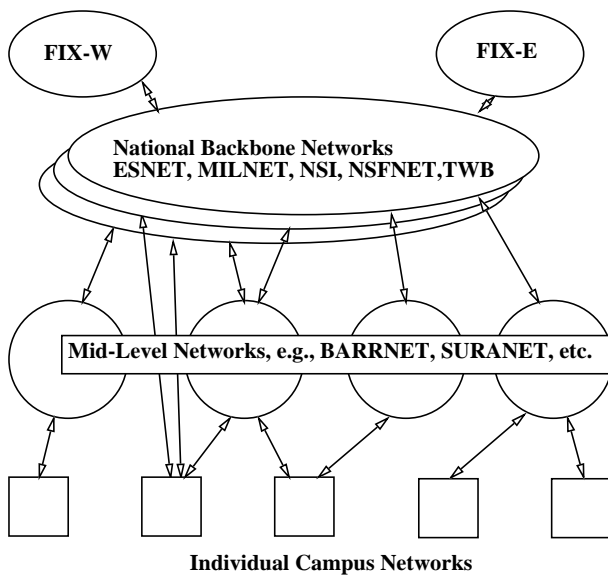 FIX-W
FIX-E
National Backbone Networks
ESNET, MILNET, NSI, NSFNET,TWB
Mid-Level Networks, e.g., BARRNET, SURANET, etc.
Individual Campus Networks